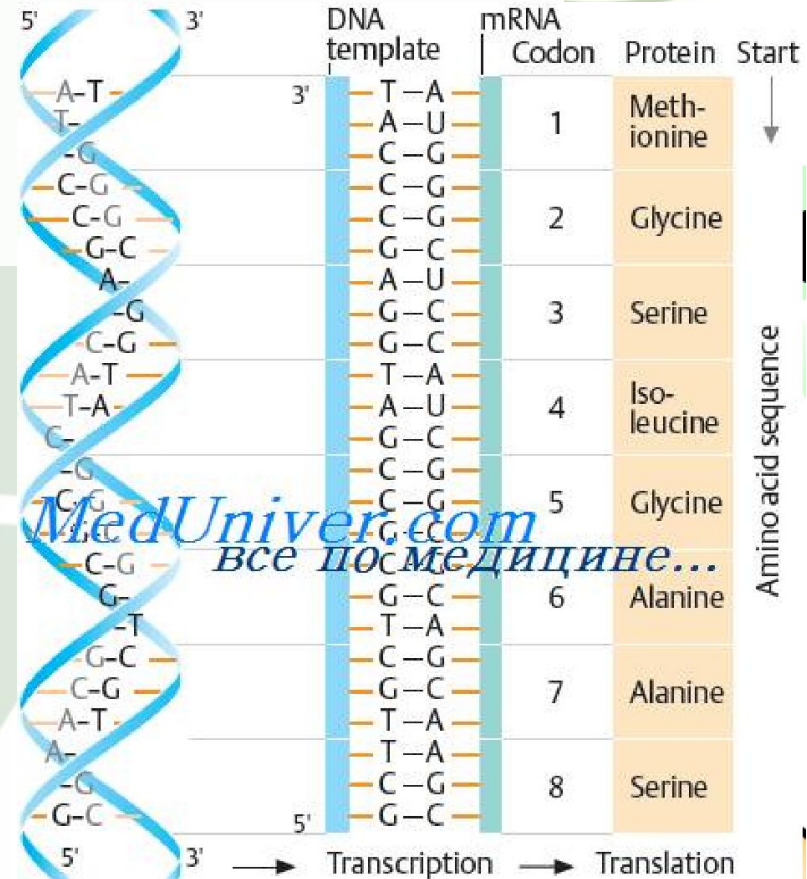 5' 3' DNA mRNA
template Codon Protein Start
A-T 3' T–A
T- A–U 1 Meth-
ionine
-G C–G
C-G C–G
C-G C–G 2 Glycine
G-C G–C
A- A–U
-G G–C 3 Serine
C-G G–C
A-T T–A
T-A A–U 4 Iso-
leucine
C- G–C
-G C–G
C-G C–G 5 Glycine
G–C
MedUniver.com
все по медицине...
C-G C–G
G- G–C 6 Alanine
-T T–A
G-C C–G
C-G G–C 7 Alanine
A-T T–A
A- T–A
-G C–G 8 Serine
G-C 5' G–C
Amino acid sequence
5' 3' Transcription Translation